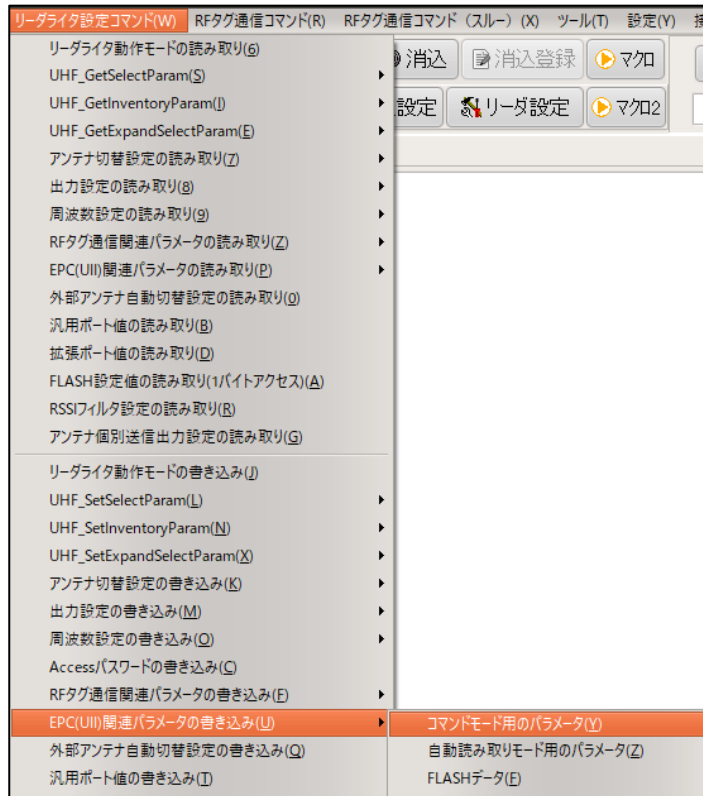 リーダライタ設定コマンド(W) RFタグ通信コマンド(R) RFタグ通信コマンド（スルー）(X) ツール(T) 設定(Y)
消込 消込登録 マクロ
設定 リーダ設定 マクロ2
リーダライタ動作モードの読み取り(6)
UHF_GetSelectParam(S)
UHF_GetInventoryParam(I)
UHF_GetExpandSelectParam(E)
アンテナ切替設定の読み取り(7)
出力設定の読み取り(8)
周波数設定の読み取り(9)
RFタグ通信関連パラメータの読み取り(Z)
EPC(UII)関連パラメータの読み取り(P)
外部アンテナ自動切替設定の読み取り(0)
汎用ポート値の読み取り(B)
拡張ポート値の読み取り(D)
FLASH設定値の読み取り(1バイトアクセス)(A)
RSSIフィルタ設定の読み取り(R)
アンテナ個別送信出力設定の読み取り(G)
リーダライタ動作モードの書き込み(J)
UHF_SetSelectParam(L)
UHF_SetInventoryParam(N)
UHF_SetExpandSelectParam(X)
アンテナ切替設定の書き込み(K)
出力設定の書き込み(M)
周波数設定の書き込み(O)
Accessパスワードの書き込み(C)
RFタグ通信関連パラメータの書き込み(F)
EPC(UII)関連パラメータの書き込み(U) コマンドモード用のパラメータ(Y)
外部アンテナ自動切替設定の書き込み(Q) 自動読み取りモード用のパラメータ(Z)
汎用ポート値の書き込み(T) FLASHデータ(F)